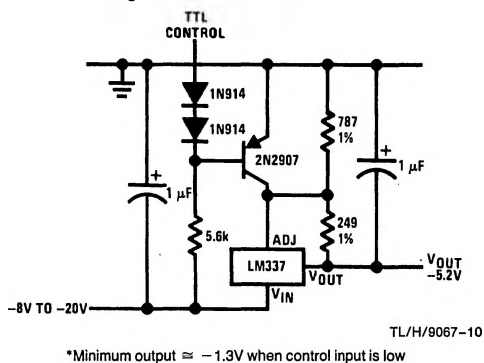 TTL
CONTROL
1N914
1N914
2N2907
787
1%
+
1 μF
+
1 μF
5.6k
249
1%
ADJ
LM337
VOUT
VIN
VOUT
-5.2V
-8V TO -20V
TL/H/9067-10
*Minimum output ≅ -1.3V when control input is low